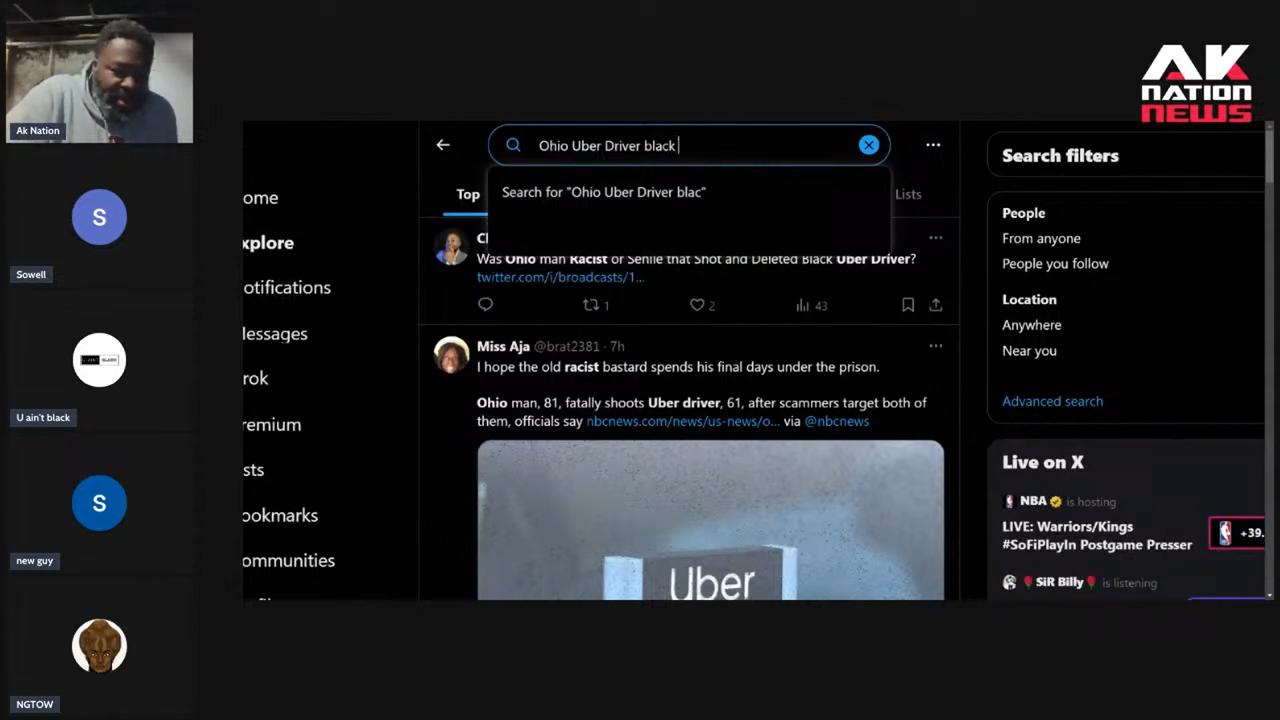 Ak Nation
Sowell
U ain't black
new guy
NGTOW
S
S
AK
NATION
NEWS
Ohio Uber Driver black
Search for "Ohio Uber Driver blac"
Top
Lists
ome
xplore
otifications
essages
rok
remium
sts
ookmarks
ommunities
Was Ohio man Racist or Senile that Shot and Deleted Black Uber Driver?
twitter.com/i/broadcasts/1...
1
2
43
Miss Aja @brat2381 · 7h
I hope the old racist bastard spends his final days under the prison.
Ohio man, 81, fatally shoots Uber driver, 61, after scammers target both of
them, officials say nbcnews.com/news/us-news/o... via @nbcnews
Uber
Search filters
People
From anyone
People you follow
Location
Anywhere
Near you
Advanced search
Live on X
NBA is hosting
LIVE: Warriors/Kings
#SoFiPlayIn Postgame Presser
+39.
SiR Billy is listening